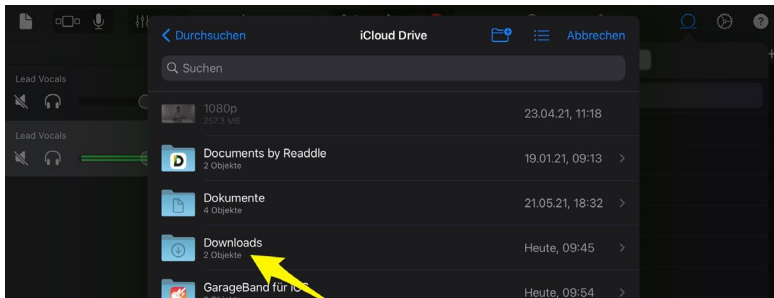 Durchsuchen
iCloud Drive
Abbrechen
Suchen
Lead Vocals
1080p
257.3 MB
23.04.21, 11:18
Lead Vocals
Documents by Readdle
2 Objekte
19.01.21, 09:13
Dokumente
4 Objekte
21.05.21, 18:32
Downloads
2 Objekte
Heute, 09:45
GarageBand für iOS
Heute, 09:54